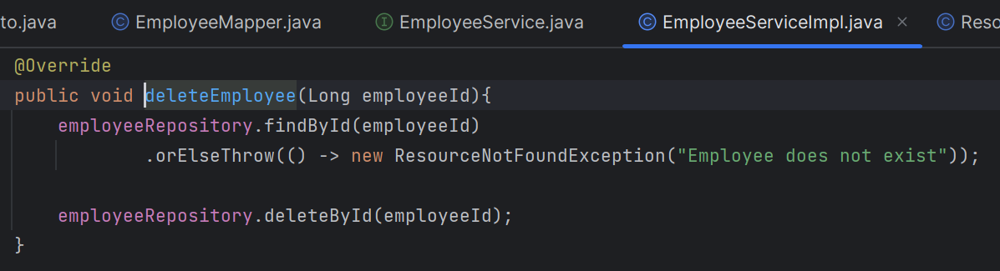 to.java EmployeeMapper.java EmployeeService.java EmployeeServiceImpl.java Reso
@Override
public void deleteEmployee(Long employeeId){
employeeRepository.findById(employeeId)
.orElseThrow(() -> new ResourceNotFoundException("Employee does not exist"));
employeeRepository.deleteById(employeeId);
}